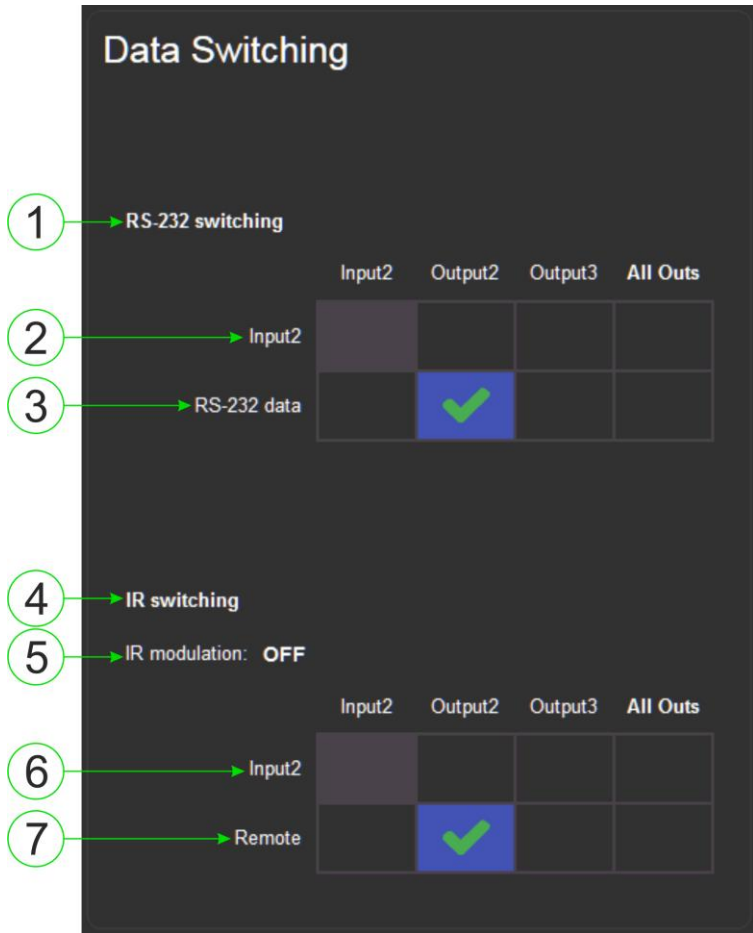 Data Switching
1 RS-232 switching
Input2 Output2 Output3 All Outs
2 Input2
3 RS-232 data
4 IR switching
5 IR modulation: OFF
Input2 Output2 Output3 All Outs
6 Input2
7 Remote